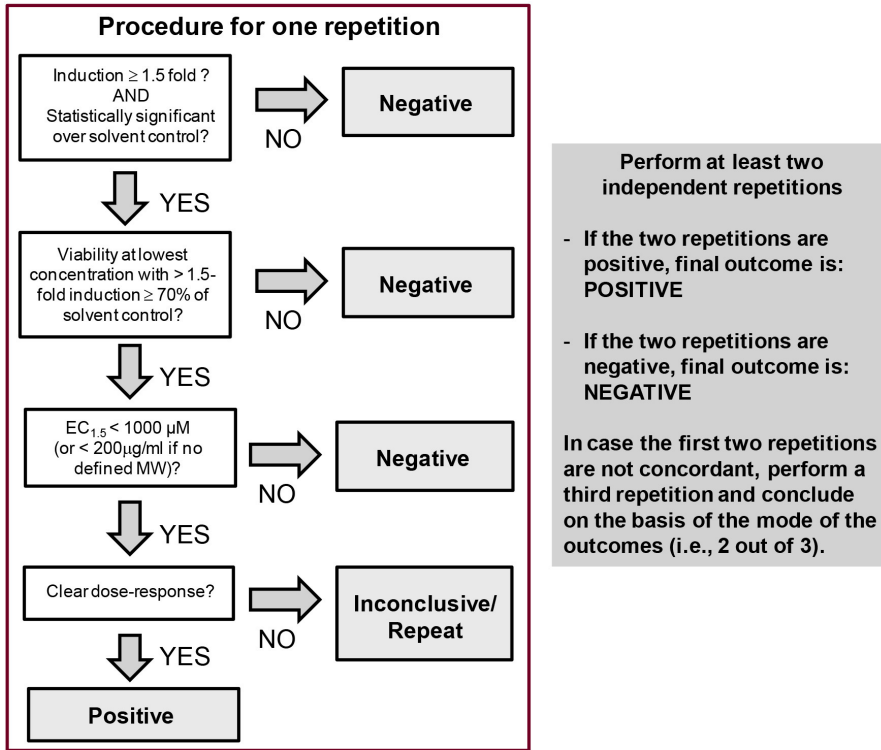 Procedure for one repetition
Induction ≥ 1.5 fold ?
AND
Statistically significant
over solvent control?
NO
Negative
YES
Viability at lowest
concentration with > 1.5-
fold induction ≥ 70% of
solvent control?
NO
Negative
YES
EC1.5 < 1000 µM
(or < 200µg/ml if no
defined MW)?
NO
Negative
YES
Clear dose-response?
NO
Inconclusive/
Repeat
YES
Positive
Perform at least two
independent repetitions
- If the two repetitions are
positive, final outcome is:
POSITIVE
- If the two repetitions are
negative, final outcome is:
NEGATIVE
In case the first two repetitions
are not concordant, perform a
third repetition and conclude
on the basis of the mode of the
outcomes (i.e., 2 out of 3).